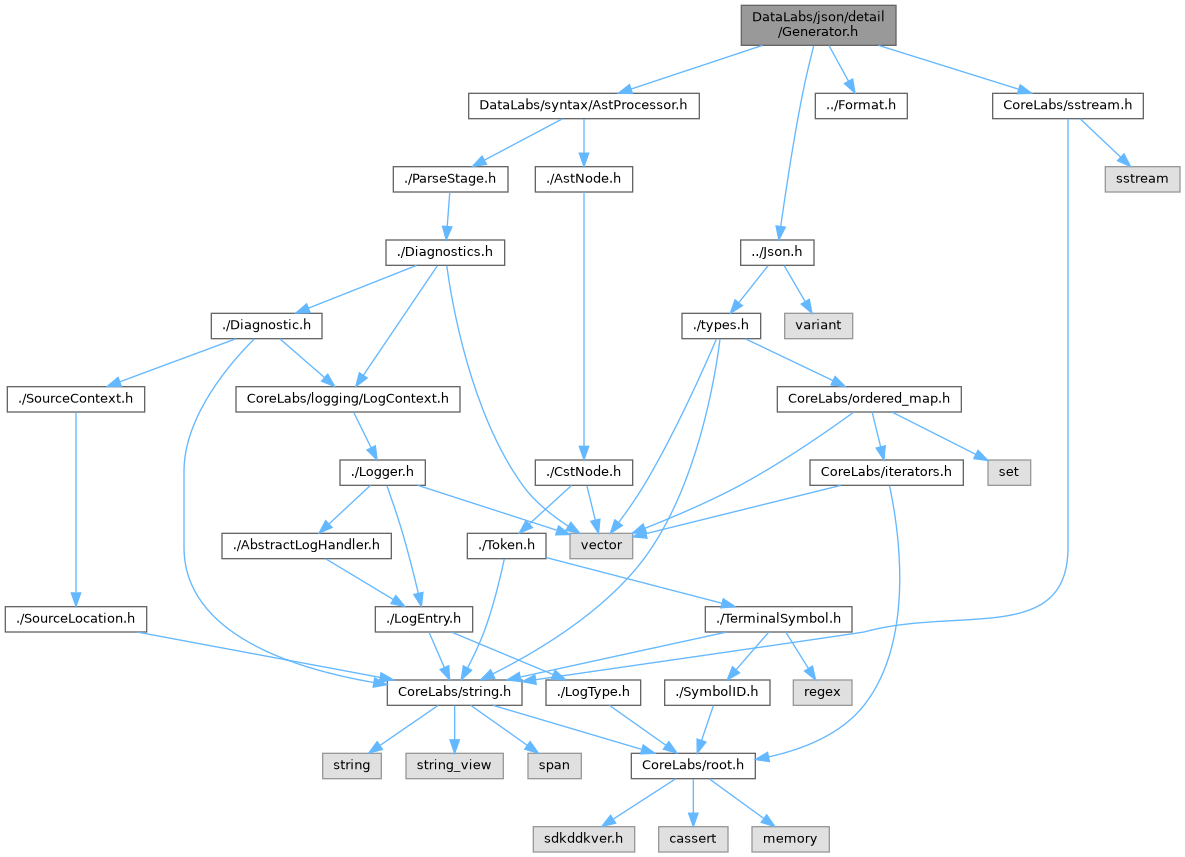 DataLabs/json/detail
/Generator.h
DataLabs/syntax/AstProcessor.h
../Format.h
CoreLabs/sstream.h
./ParseStage.h
./AstNode.h
sstream
./Diagnostics.h
../Json.h
./Diagnostic.h
./types.h
variant
./SourceContext.h
CoreLabs/logging/LogContext.h
CoreLabs/ordered_map.h
./Logger.h
./CstNode.h
CoreLabs/iterators.h
set
./AbstractLogHandler.h
./Token.h
vector
./SourceLocation.h
./LogEntry.h
./TerminalSymbol.h
CoreLabs/string.h
./LogType.h
./SymbolID.h
regex
string
string_view
span
CoreLabs/root.h
sdkddkver.h
cassert
memory